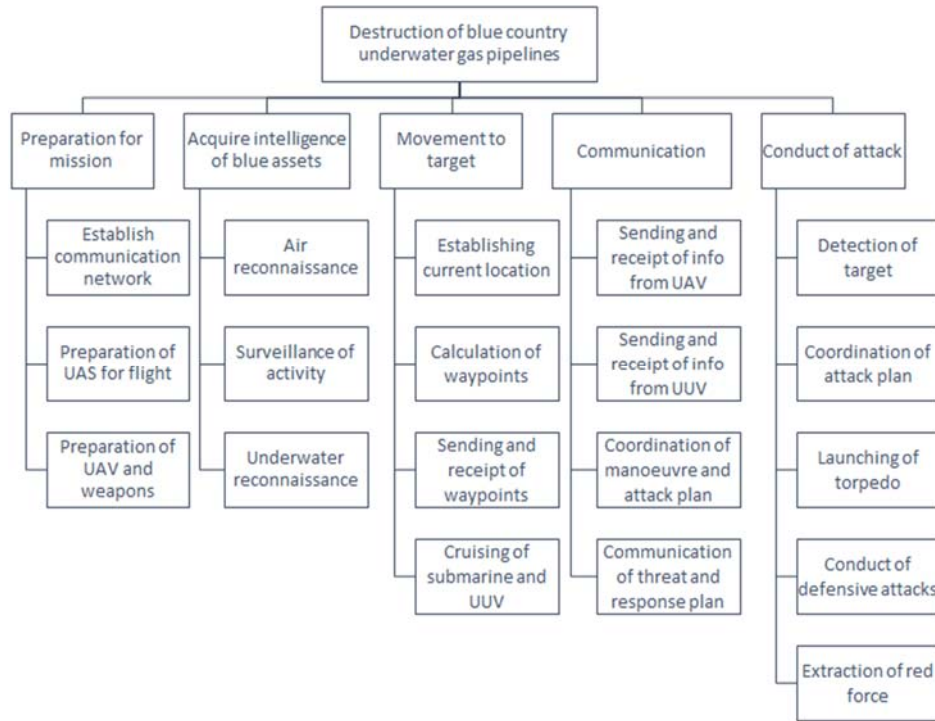 Destruction of blue country
underwater gas pipelines
Preparation for
mission
Acquire intelligence
of blue assets
Movement to
target
Communication
Conduct of attack
Establish
communication
network
Preparation of
UAS for flight
Preparation of
UAV and
weapons
Air
reconnaissance
Surveillance of
activity
Underwater
reconnaissance
Establishing
current location
Calculation of
waypoints
Sending and
receipt of
waypoints
Cruising of
submarine and
UUV
Sending and
receipt of info
from UAV
Sending and
receipt of info
from UUV
Coordination of
manoeuvre and
attack plan
Communication
of threat and
response plan
Detection of
target
Coordination of
attack plan
Launching of
torpedo
Conduct of
defensive attacks
Extraction of red
force